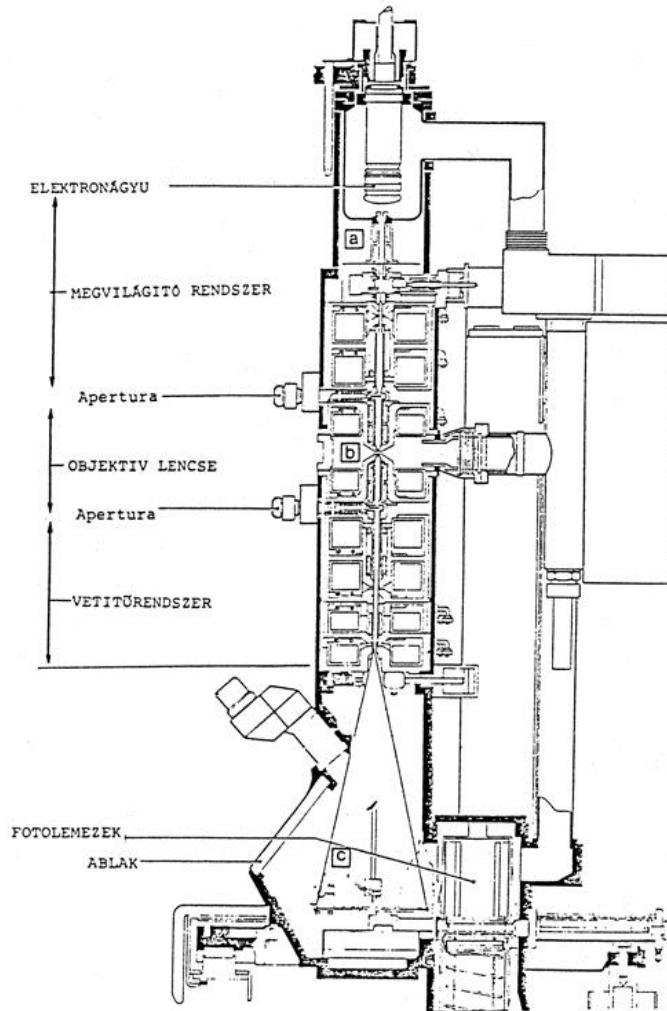 ELEKTRONÁGYU
a
MEGVILÁGITÓ RENDSZER
Apertura
b
OBJEKTIV LENCSE
Apertura
VETITŐRENDSZER
FOTOLEMEZEK
c
ABLAK